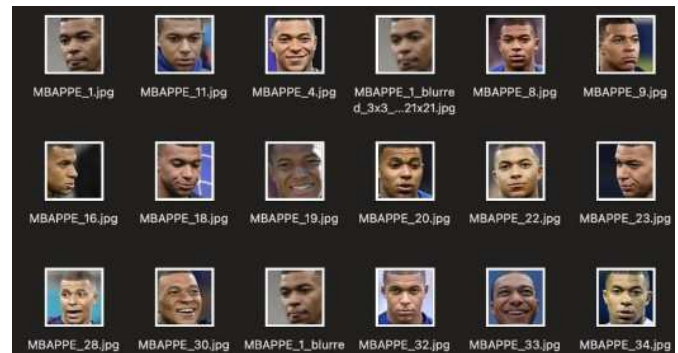 MBAPPE_1.jpg
MBAPPE_11.jpg
MBAPPE_4.jpg
MBAPPE_1_blurre
d_3x3_...21x21.jpg
MBAPPE_8.jpg
MBAPPE_9.jpg
MBAPPE_16.jpg
MBAPPE_18.jpg
MBAPPE_19.jpg
MBAPPE_20.jpg
MBAPPE_22.jpg
MBAPPE_23.jpg
MBAPPE_28.jpg
MBAPPE_30.jpg
MBAPPE_1_blurre
MBAPPE_32.jpg
MBAPPE_33.jpg
MBAPPE_34.jpg